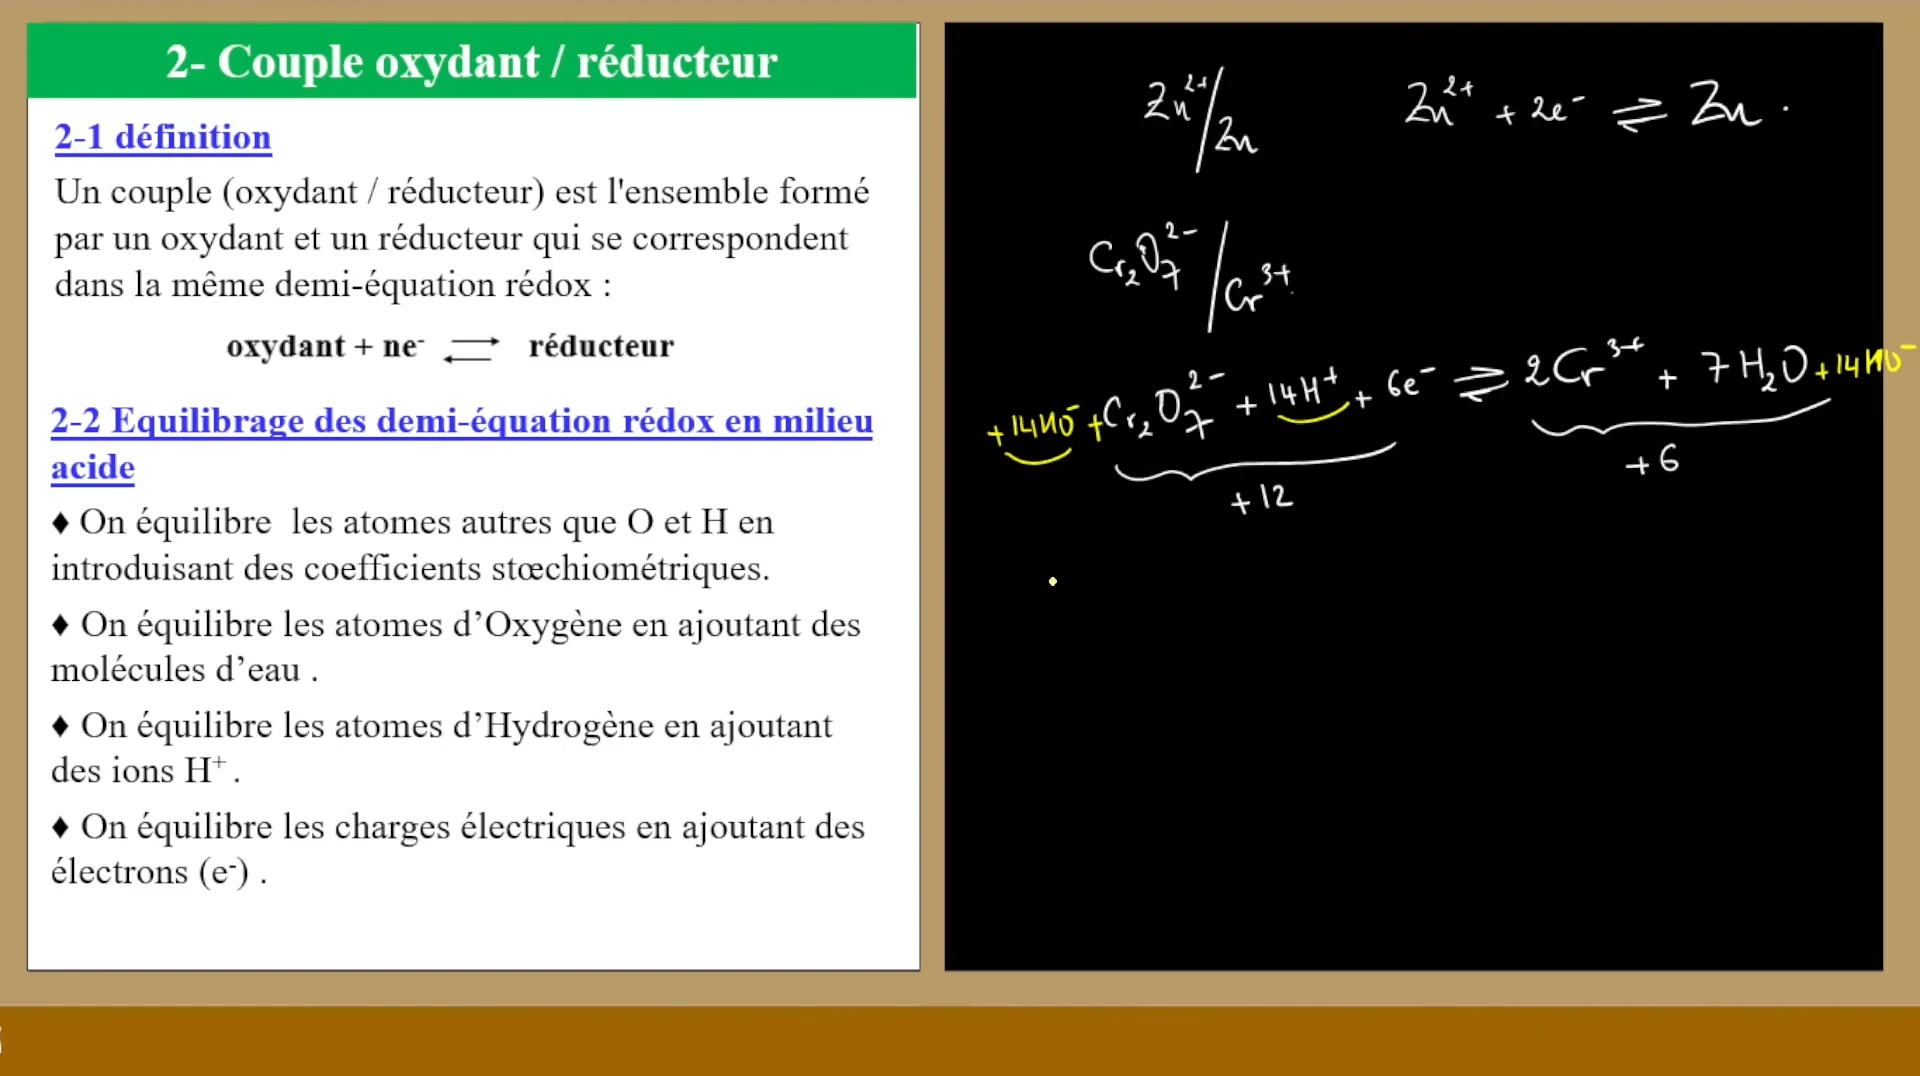 2- Couple oxydant / réducteur
2-1 définition
Un couple (oxydant / réducteur) est l'ensemble formé
par un oxydant et un réducteur qui se correspondent
dans la même demi-équation rédox :
oxydant + ne⁻ ⇌ réducteur
2-2 Equilibrage des demi-équation rédox en milieu
acide
♦ On équilibre les atomes autres que O et H en
introduisant des coefficients stœchiométriques.
♦ On équilibre les atomes d’Oxygène en ajoutant des
molécules d’eau .
♦ On équilibre les atomes d’Hydrogène en ajoutant
des ions H⁺ .
♦ On équilibre les charges électriques en ajoutant des
électrons (e⁻) .
Zn²⁺/Zn
Zn²⁺ + 2e⁻ ⇌ Zn .
Cr₂O₇²⁻/Cr³⁺
+ 14HO⁻ + Cr₂O₇²⁻ + 14H⁺ + 6e⁻ ⇌ 2Cr³⁺ + 7H₂O + 14HO⁻
+ 12
+ 6